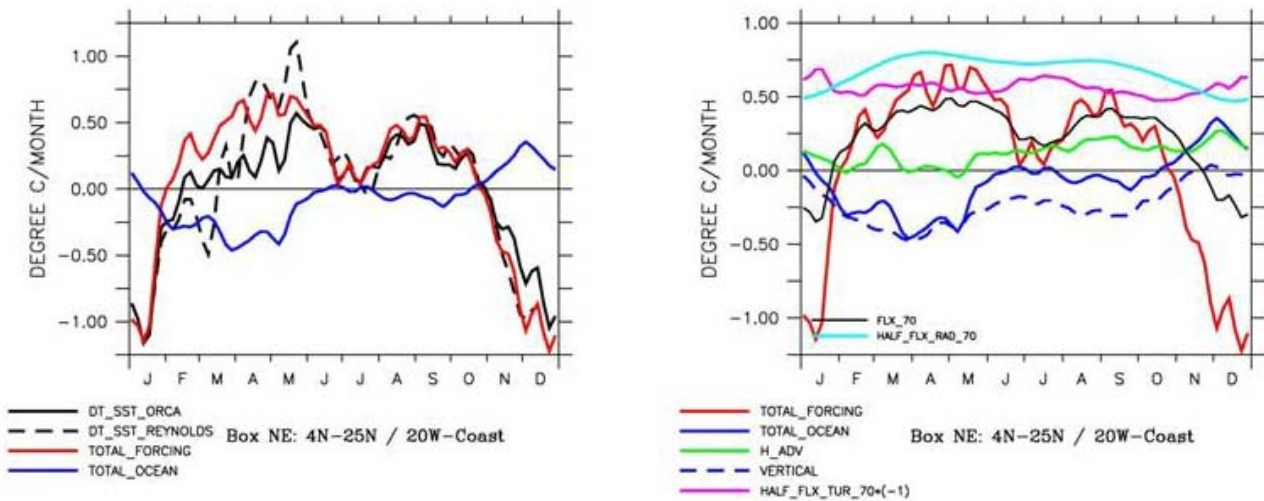 1.00
0.50
0.00
-0.50
-1.00
DEGREE C/MONTH
J F M A M J J A S O N D
DT_SST_ORCA
DT_SST_REYNOLDS
TOTAL_FORCING
TOTAL_OCEAN
Box NE: 4N-25N / 20W-Coast
1.00
0.50
0.00
-0.50
-1.00
DEGREE C/MONTH
FLX_70
HALF_FLX_RAD_70
J F M A M J J A S O N D
TOTAL_FORCING
TOTAL_OCEAN
H_ADV
VERTICAL
HALF_FLX_TUR_70*(-1)
Box NE: 4N-25N / 20W-Coast